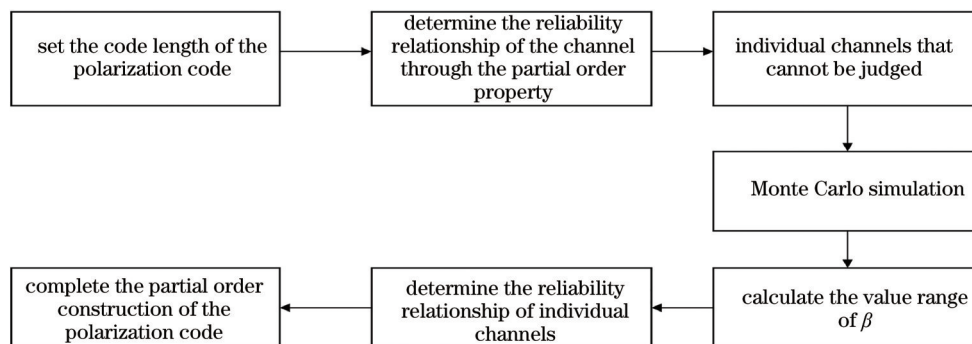 set the code length of the
polarization code
determine the reliability
relationship of the channel
through the partial order
property
individual channels that
cannot be judged
Monte Carlo simulation
calculate the value range
of β
determine the reliability
relationship of individual
channels
complete the partial order
construction of the
polarization code